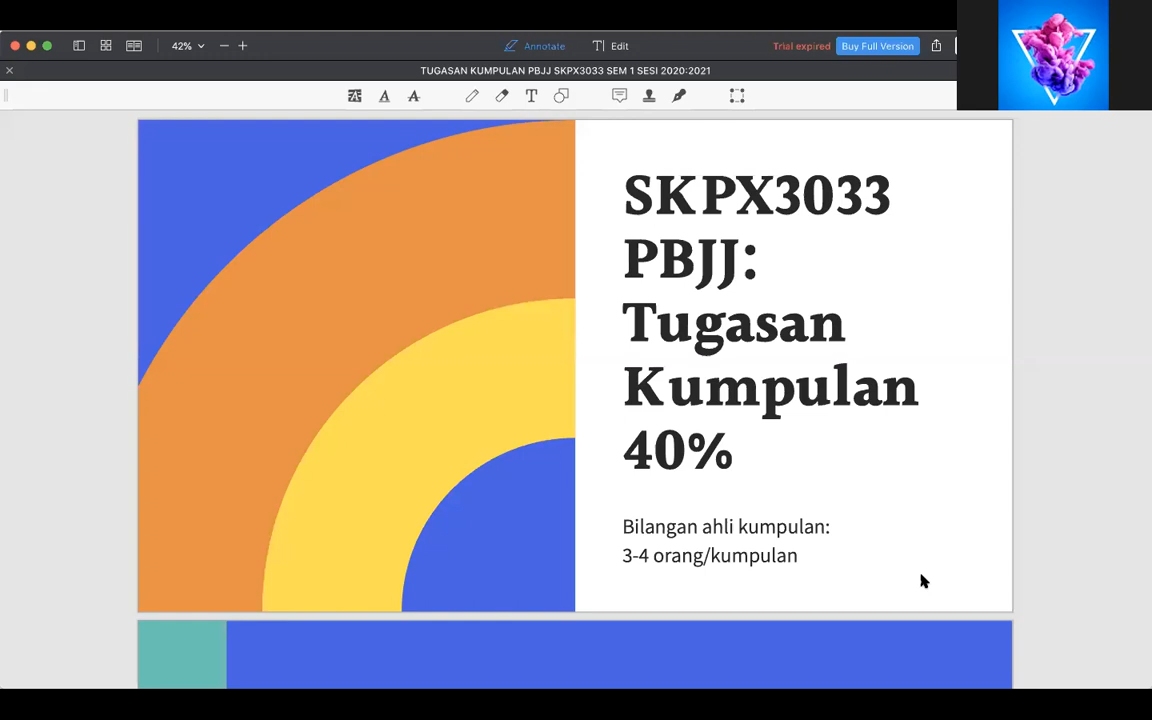 42%
Annotate
Edit
Trial expired
Buy Full Version
TUGASAN KUMPULAN PBJJ SKPX3033 SEM 1 SESI 2020:2021
SKPX3033
PBJJ:
Tugasan
Kumpulan
40%
Bilangan ahli kumpulan:
3-4 orang/kumpulan